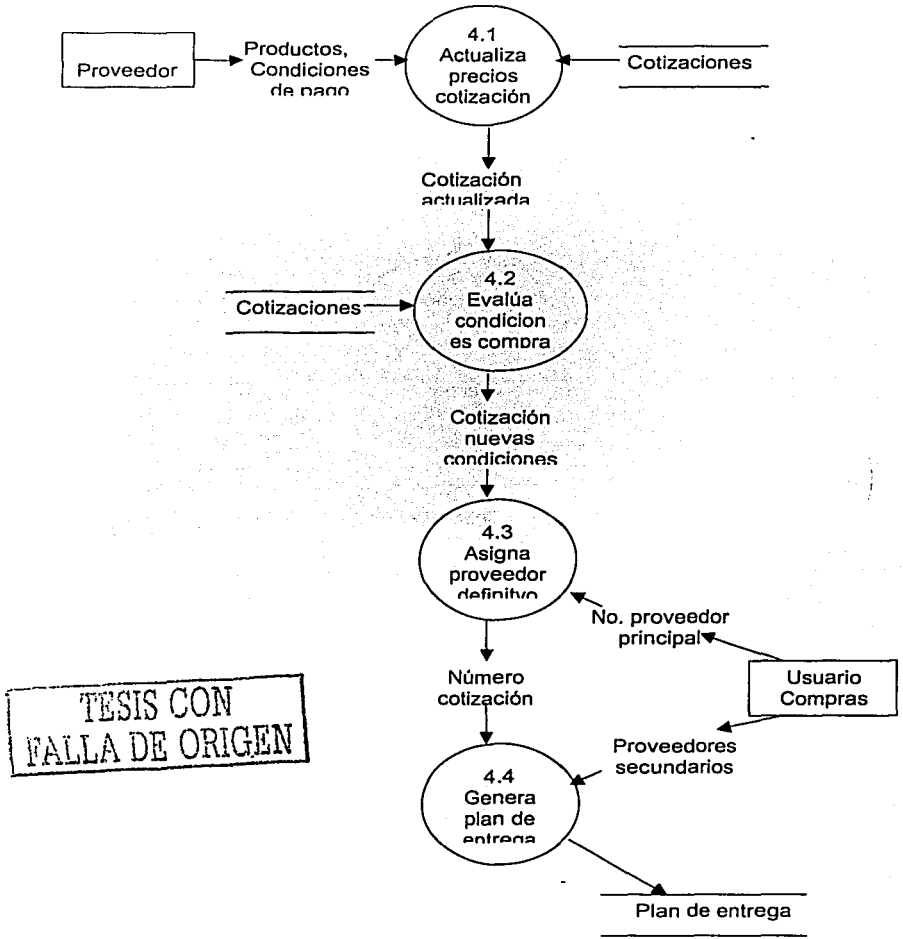 4.1
Actualiza
precios
cotización
Proveedor
Productos,
Condiciones
de pago
Cotizaciones
Cotización
actualizada
4.2
Evalúa
condicion
es compra
Cotizaciones
Cotización
nuevas
condiciones
4.3
Asigna
proveedor
definitvo
No. proveedor
principal
Usuario
Compras
Número
cotización
Proveedores
secundarios
TESIS CON
FALLA DE ORIGEN
4.4
Genera
plan de
entrega
Plan de entrega